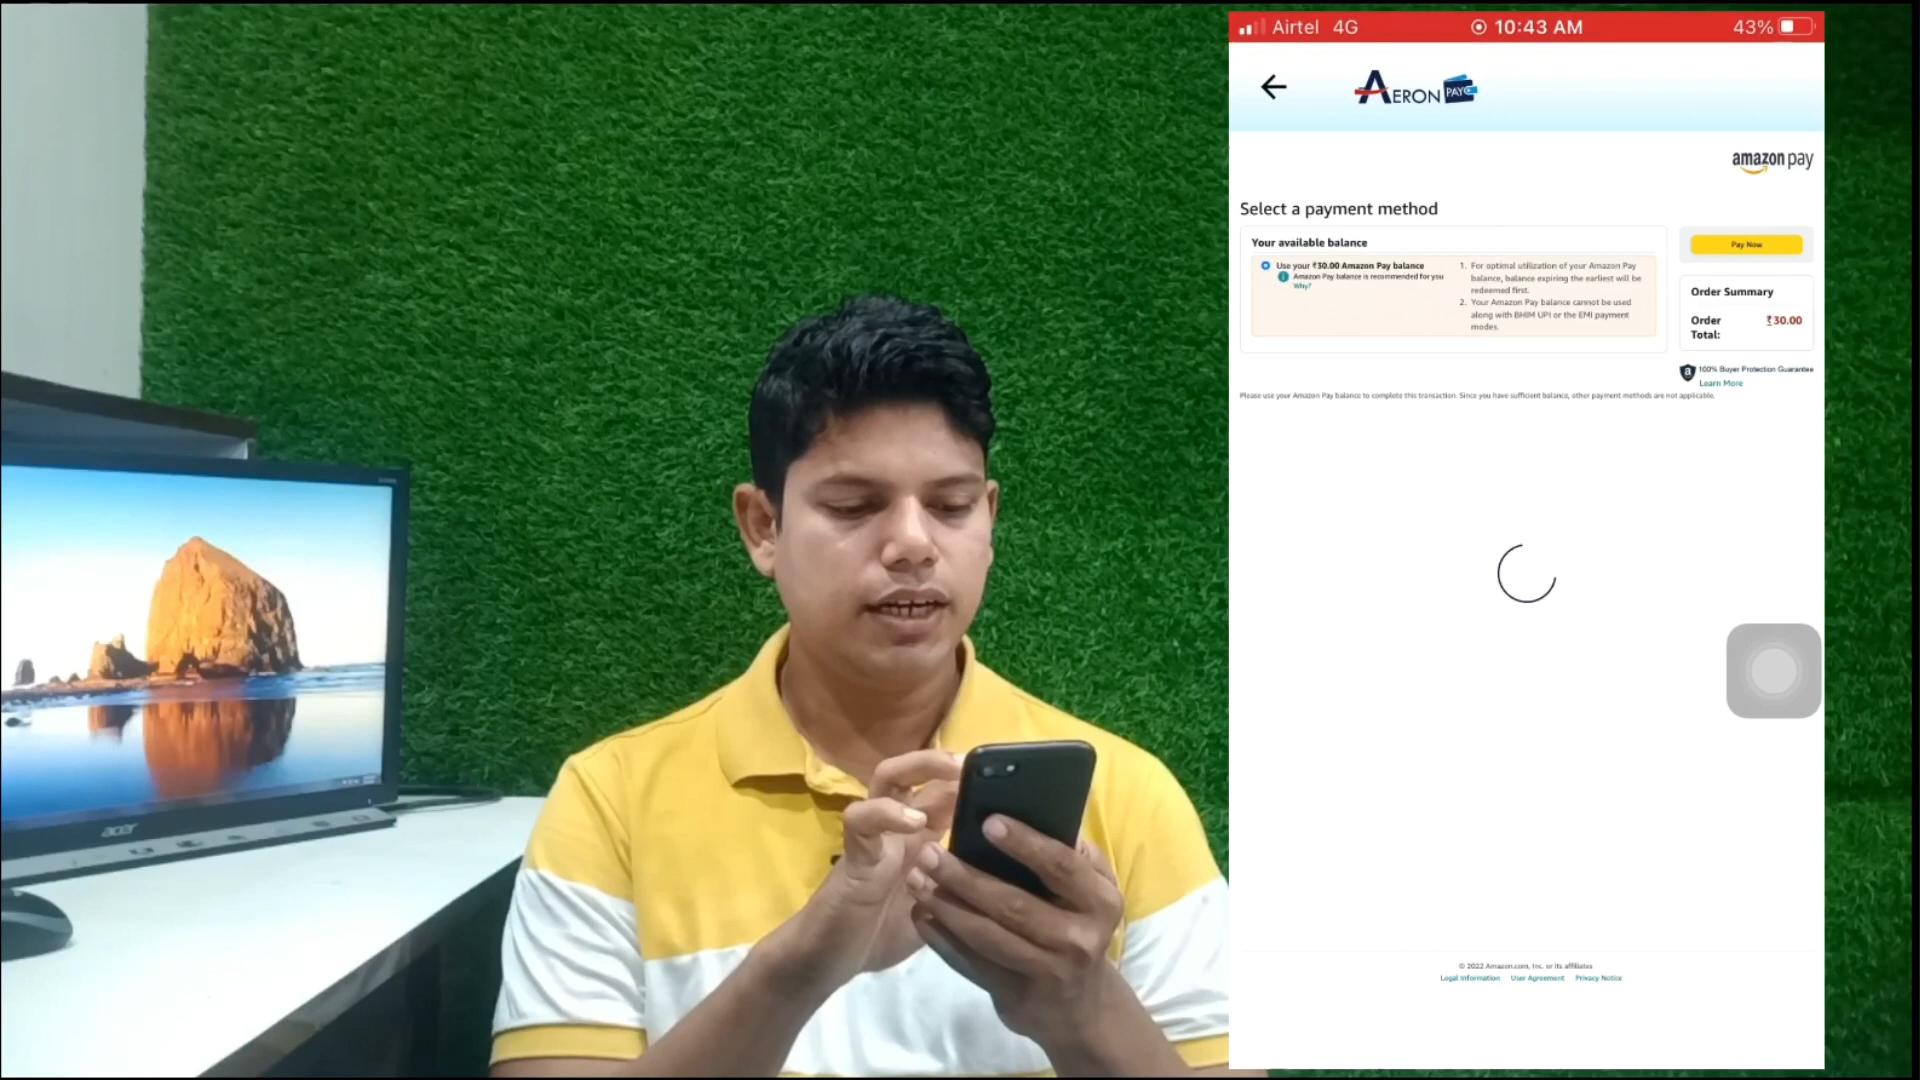 Airtel 4G 10:43 AM 43%
AERON PAY
amazon pay
Select a payment method
Your available balance
Use your ₹30.00 Amazon Pay balance
Amazon Pay balance is recommended for you
Why?
1. For optimal utilization of your Amazon Pay
balance, balance expiring the earliest will be
redeemed first.
2. Your Amazon Pay balance cannot be used
along with BHIM UPI or the EMI payment
modes.
Pay Now
Order Summary
Order ₹30.00
Total:
a 100% Buyer Protection Guarantee
Learn More
Please use your Amazon Pay balance to complete this transaction. Since you have sufficient balance, other payment methods are not applicable.
acer
© 2022 Amazon.com, Inc. or its affiliates
Legal Information User Agreement Privacy Notice